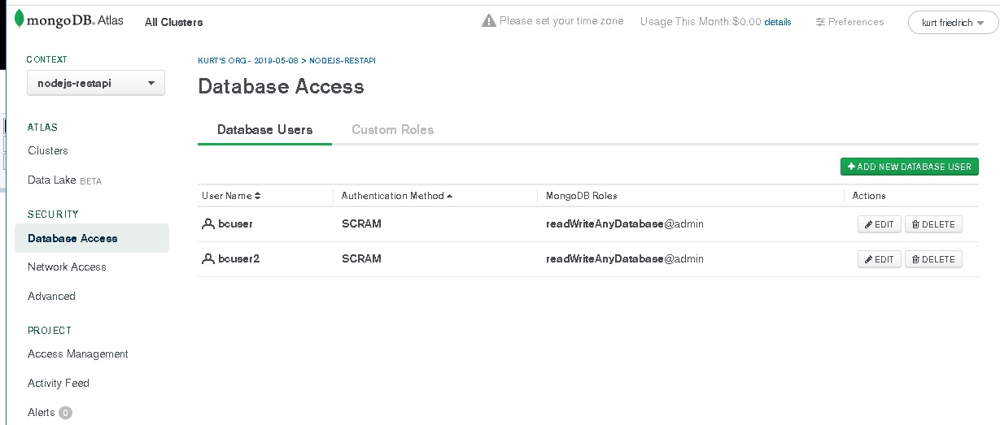 mongoDB. Atlas
All Clusters
Please set your time zone
Usage This Month:$0.00 details
Preferences
kurt friedrich
CONTEXT
nodejs-restapi
ATLAS
Clusters
Data Lake BETA
SECURITY
Database Access
Network Access
Advanced
PROJECT
Access Management
Activity Feed
Alerts 0
KURT'S ORG - 2019-05-08 > NODEJS-RESTAPI
Database Access
Database Users
Custom Roles
ADD NEW DATABASE USER
User Name Authentication Method MongoDB Roles Actions
bcuser SCRAM readWriteAnyDatabase@admin EDIT DELETE
bcuser2 SCRAM readWriteAnyDatabase@admin EDIT DELETE